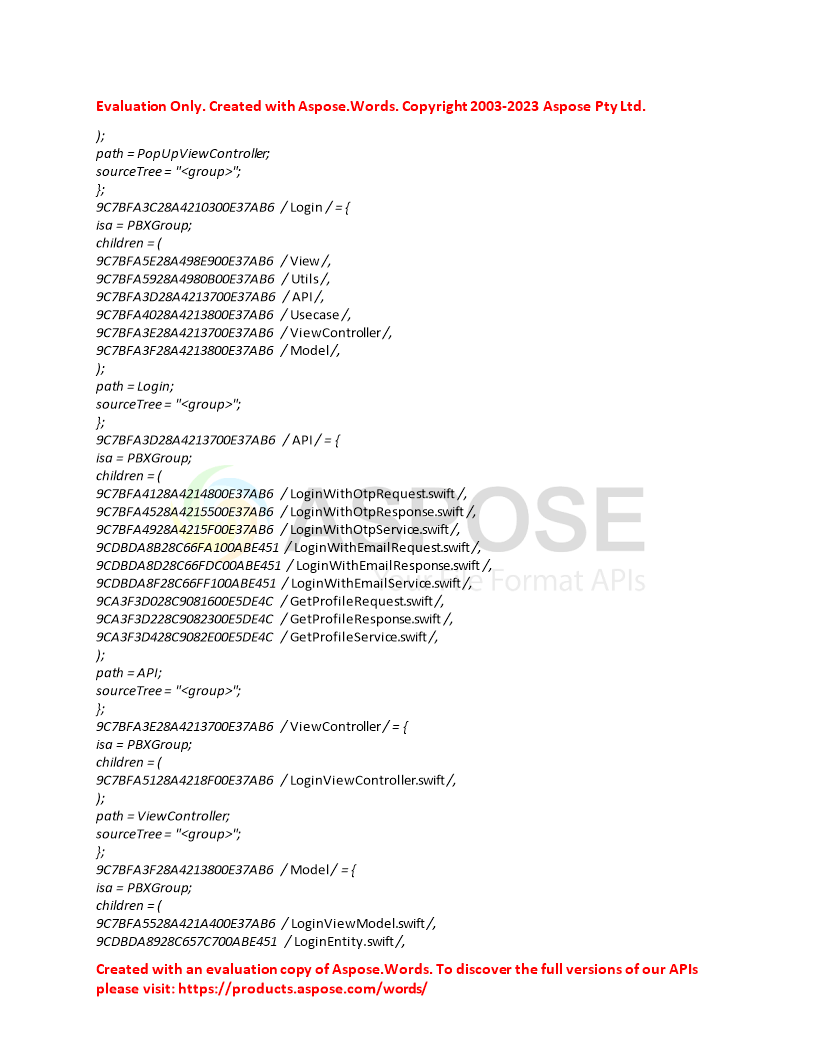 Evaluation Only. Created with Aspose.Words. Copyright 2003-2023 Aspose Pty Ltd.
);
path = PopUpViewController;
sourceTree = "<group>";
};
9C7BFA3C28A4210300E37AB6 / Login / = {
isa = PBXGroup;
children = (
9C7BFA5E28A498E900E37AB6 / View /,
9C7BFA5928A4980B00E37AB6 / Utils /,
9C7BFA3D28A4213700E37AB6 / API /,
9C7BFA4028A4213800E37AB6 / Usecase /,
9C7BFA3E28A4213700E37AB6 / ViewController /,
9C7BFA3F28A4213800E37AB6 / Model /,
);
path = Login;
sourceTree = "<group>";
};
9C7BFA3D28A4213700E37AB6 / API / = {
isa = PBXGroup;
children = (
9C7BFA4128A4214800E37AB6 / LoginWithOtpRequest.swift /,
9C7BFA4528A4215500E37AB6 / LoginWithOtpResponse.swift /,
9C7BFA4928A4215F00E37AB6 / LoginWithOtpService.swift /,
9CDBDA8B28C66FA100ABE451 / LoginWithEmailRequest.swift /,
9CDBDA8D28C66FDC00ABE451 / LoginWithEmailResponse.swift /,
9CDBDA8F28C66FF100ABE451 / LoginWithEmailService.swift /,
9CA3F3D028C9081600E5DE4C / GetProfileRequest.swift /,
9CA3F3D228C9082300E5DE4C / GetProfileResponse.swift /,
9CA3F3D428C9082E00E5DE4C / GetProfileService.swift /,
);
path = API;
sourceTree = "<group>";
};
9C7BFA3E28A4213700E37AB6 / ViewController / = {
isa = PBXGroup;
children = (
9C7BFA5128A4218F00E37AB6 / LoginViewController.swift /,
);
path = ViewController;
sourceTree = "<group>";
};
9C7BFA3F28A4213800E37AB6 / Model / = {
isa = PBXGroup;
children = (
9C7BFA5528A421A400E37AB6 / LoginViewModel.swift /,
9CDBDA8928C657C700ABE451 / LoginEntity.swift /,
Created with an evaluation copy of Aspose.Words. To discover the full versions of our APIs
please visit: https://products.aspose.com/words/
ASPOSE
Your File Format APIs